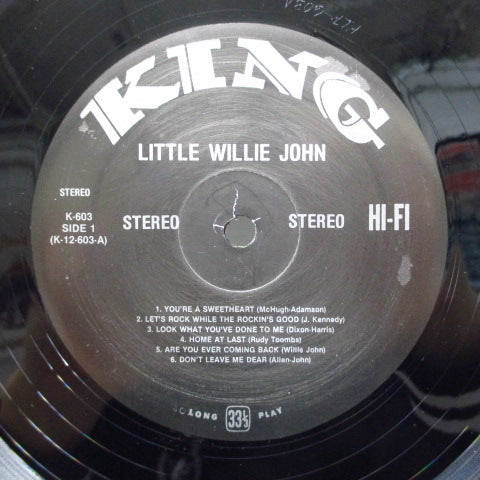 KING
LITTLE WILLIE JOHN
STEREO
K-603
SIDE 1
(K-12-603-A)
STEREO
STEREO
HI-FI
1. YOU'RE A SWEETHEART (McHugh-Adamson)
2. LET'S ROCK WHILE THE ROCKIN'S GOOD (J. Kennedy)
3. LOOK WHAT YOU'VE DONE TO ME (Dixon-Harris)
4. HOME AT LAST (Rudy Toombs)
5. ARE YOU EVER COMING BACK (Willie John)
6. DON'T LEAVE ME DEAR (Allen-John)
LONG 33 1/3 PLAY